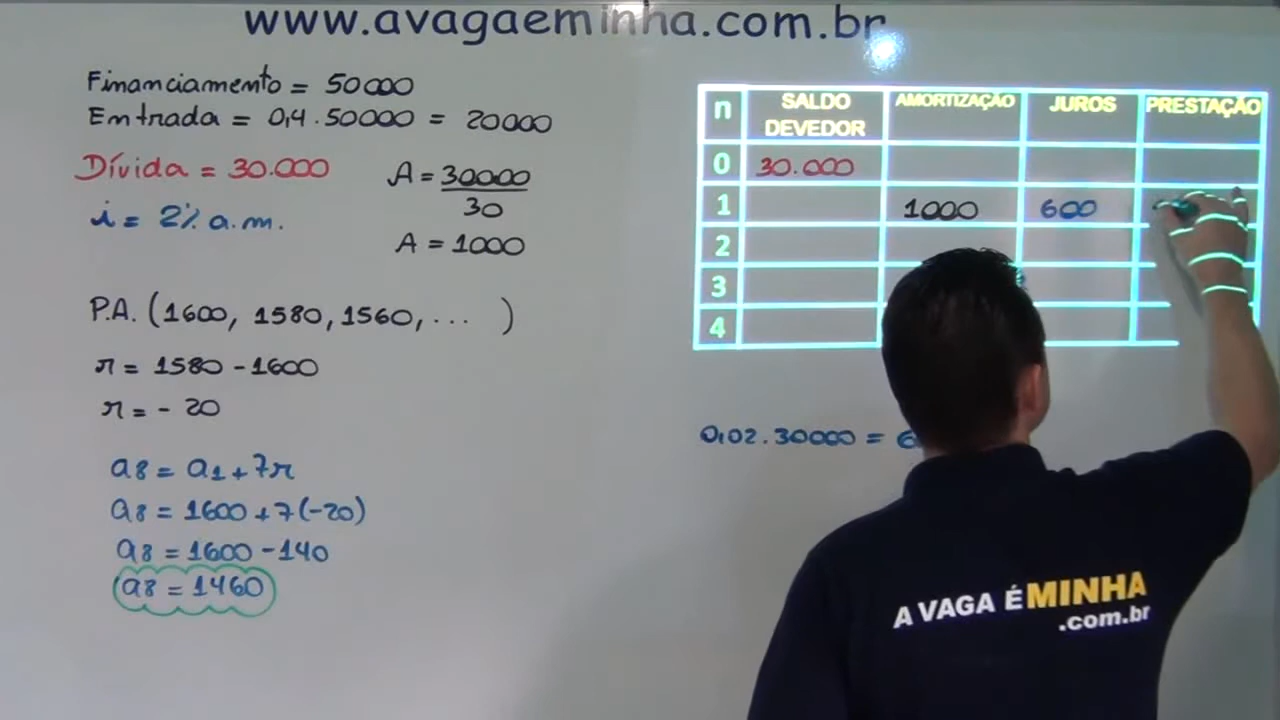 www.avagaeminha.com.br
Financiamento = 50000
Entrada = 0,4 . 50000 = 20000
Dívida = 30.000
A = 30000
30
i = 2% a.m.
A = 1000
P.A. (1600, 1580, 1560, ... )
r = 1580 - 1600
r = - 20
a8 = a1 + 7r
a8 = 1600 + 7(-20)
a8 = 1600 - 140
a8 = 1460
n SALDO DEVEDOR AMORTIZAÇÃO JUROS PRESTAÇÃO
0 30.000
1 1000 600
2
3
4
0,02 . 30000 = 6
A VAGA É MINHA
.com.br